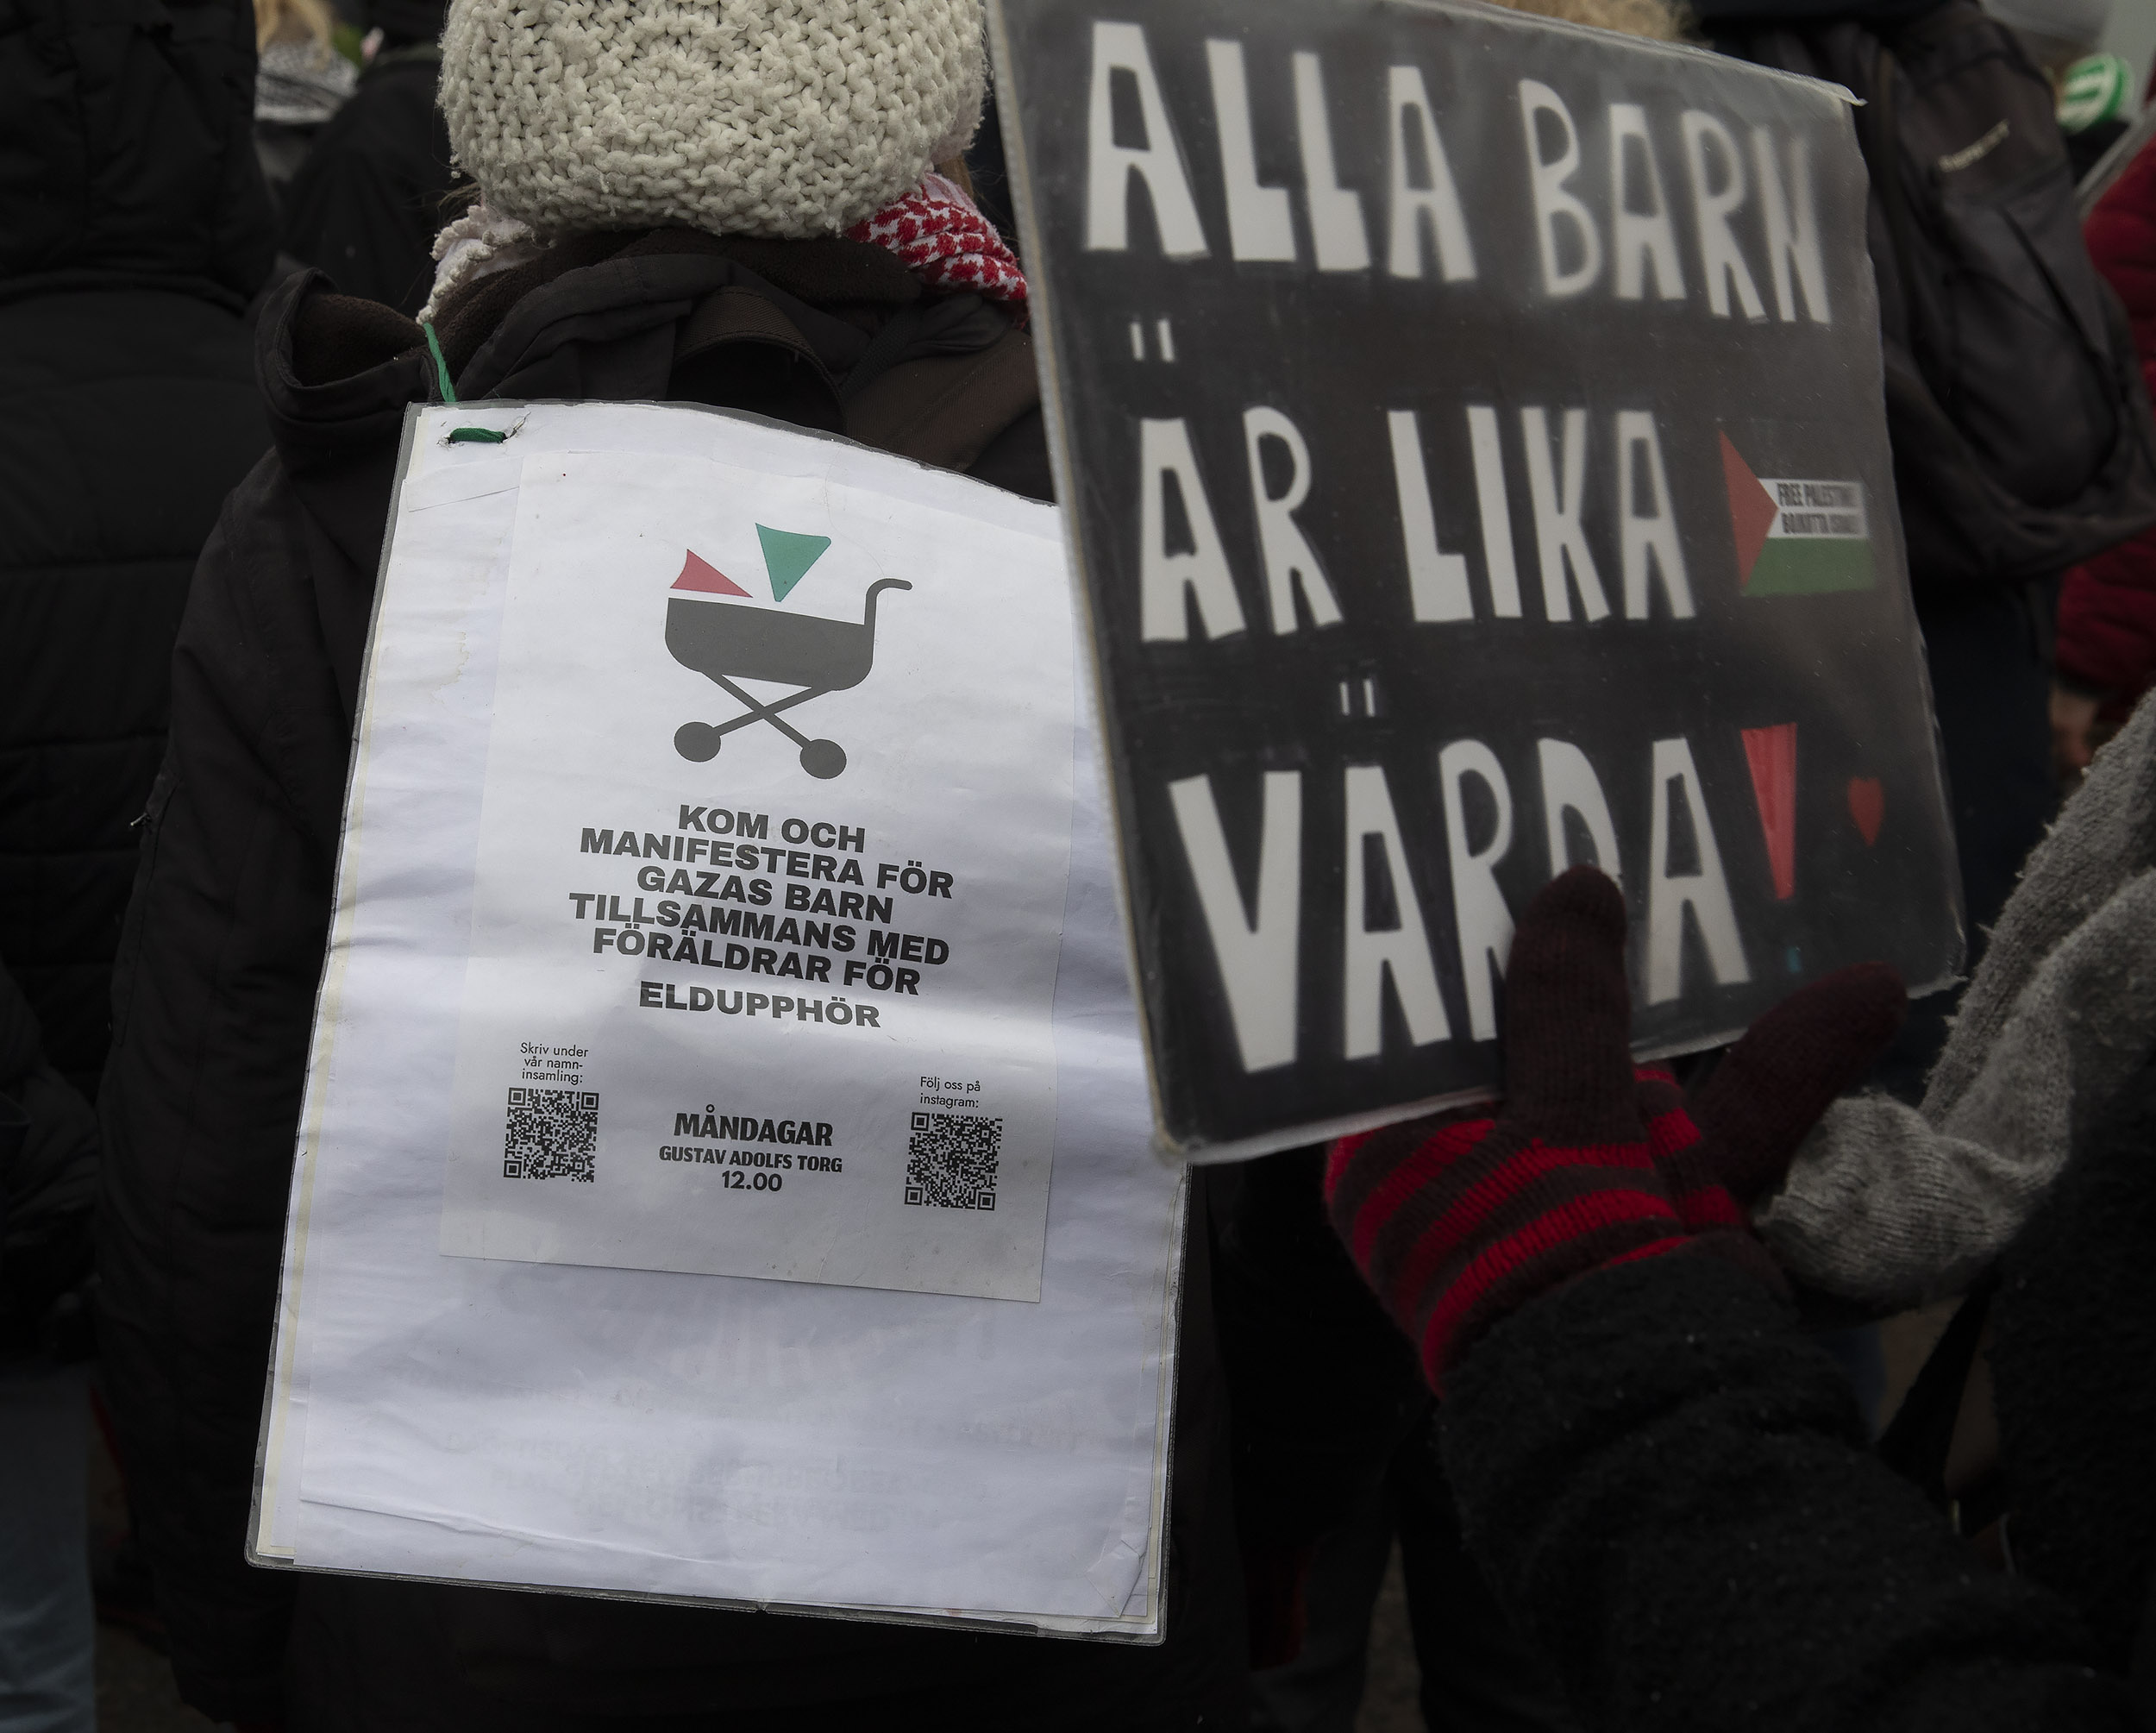 ALLA BARN
ÄR LIKA
FREE PALESTINE
BOJKOTTA ISRAEL
VÄRDA!
KOM OCH
MANIFESTERA FÖR
GAZAS BARN
TILLSAMMANS MED
FÖRÄLDRAR FÖR
ELDUPPHÖR
Skriv under
vår namn-
insamling:
Följ oss på
instagram:
MÅNDAGAR
GUSTAV ADOLFS TORG
12.00